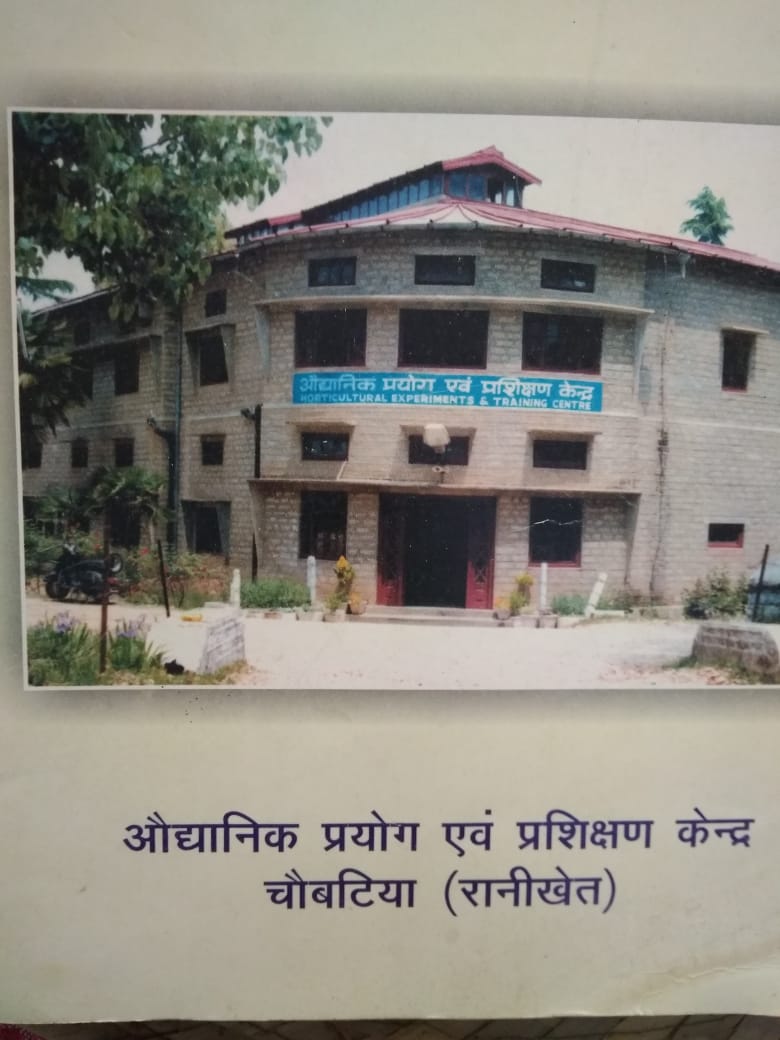 औद्यानिक प्रयोग एवं प्रशिक्षण केन्द्र
HORTICULTURAL EXPERIMENTS & TRAINING CENTRE
औद्यानिक प्रयोग एवं प्रशिक्षण केन्द्र
चौबटिया (रानीखेत)